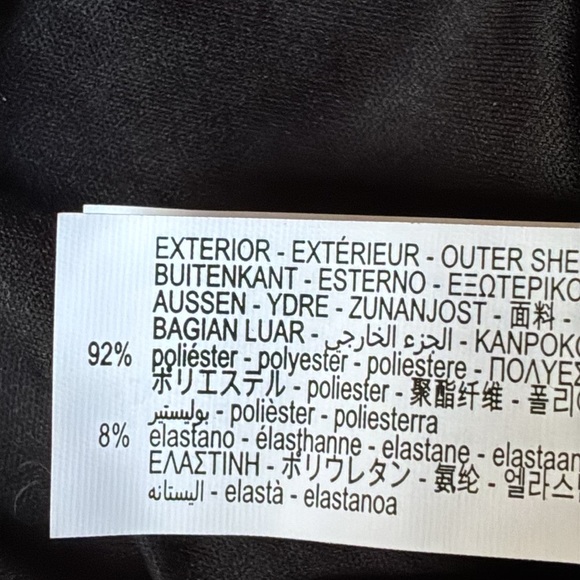 EXTERIOR - EXTÉRIEUR - OUTER SHE
BUITENKANT - ESTERNO - ΕΞΩΤΕΡΙΚΟ
AUSSEN - YDRE - ZUNANJOST - 面料 -
BAGIAN LUAR - الجزء الخارجي - KANPOKO
92% poliéster - polyester - poliestere - ΠΟΛΥΕΣ
ポリエステル - poliester - 聚酯纤维 - 폴리
بوليستير - polièster - poliesterra
8% elastano - élasthanne - elastane - elastaan
ΕΛΑΣΤΙΝΗ - ポリウレタン - 氨纶 - 엘라스
اليستانه - elastà - elastanoa